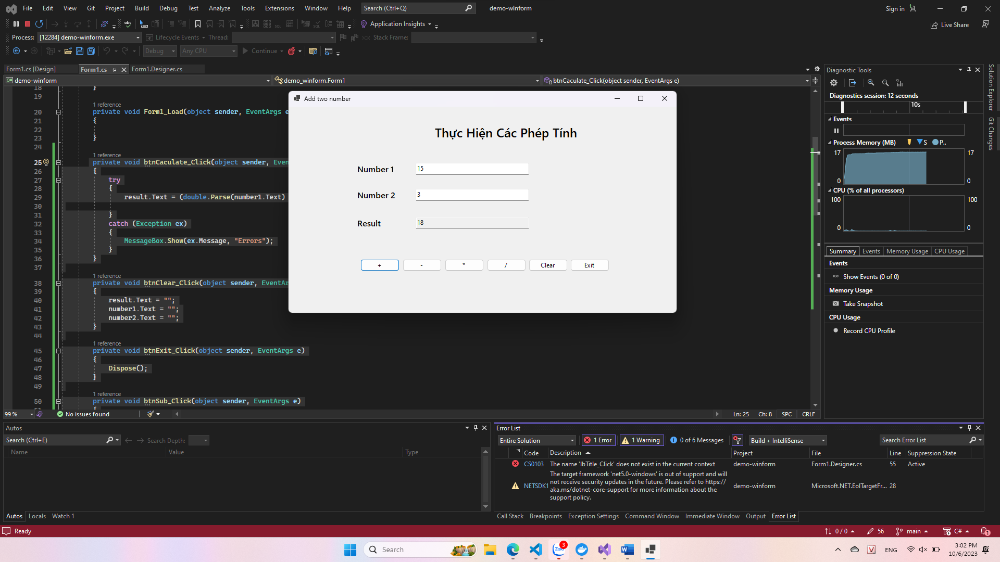 File Edit View Git Project Build Debug Test Analyze Tools Extensions Window Help Search (Ctrl+Q) demo-winform Sign in
Application Insights Live Share
Process: [12284] demo-winform.exe Lifecycle Events Thread: Stack Frame:
Debug Any CPU Continue
Form1.cs [Design] Form1.cs Form1.Designer.cs
demo-winform demo_winform.Form1 btnCaculate_Click(object sender, EventArgs e)
18 }
19
1 reference
20 private void Form1_Load(object sender, EventArgs e
21 {
22
23 }
24
1 reference
25 private void btnCaculate_Click(object sender, Even
26 {
27 try
28 {
29 result.Text = (double.Parse(number1.Text)
30
31 }
32 catch (Exception ex)
33 {
34 MessageBox.Show(ex.Message, "Errors");
35 }
36 }
37
1 reference
38 private void btnClear_Click(object sender, EventAr
39 {
40 result.Text = "";
41 number1.Text = "";
42 number2.Text = "";
43 }
44
1 reference
45 private void btnExit_Click(object sender, EventArgs e)
46 {
47 Dispose();
48 }
49
1 reference
50 private void btnSub_Click(object sender, EventArgs e)
99 % No issues found Ln: 25 Ch: 8 SPC CRLF
Add two number
Thực Hiện Các Phép Tính
Number 1 15
Number 2 3
Result 18
+ - * / Clear Exit
Diagnostic Tools
Diagnostics session: 12 seconds
10s
Events
Process Memory (MB) S P..
17 17
0 0
CPU (% of all processors)
100 100
0 0
Summary Events Memory Usage CPU Usage
Events
Show Events (0 of 0)
Memory Usage
Take Snapshot
CPU Usage
Record CPU Profile
Solution Explorer
Git Changes
Autos
Search (Ctrl+E) Search Depth:
Name Value Type
Autos Locals Watch 1
Error List
Entire Solution 1 Error 1 Warning 0 of 6 Messages Build + IntelliSense Search Error List
Code Description Project File Line Suppression State
CS0103 The name 'lbTitle_Click' does not exist in the current context demo-winform Form1.Designer.cs 55 Active
The target framework 'net5.0-windows' is out of support and will
not receive security updates in the future. Please refer to https://
NETSDK1 aka.ms/dotnet-core-support for more information about the demo-winform Microsoft.NET.EolTargetFr... 28
support policy.
Call Stack Breakpoints Exception Settings Command Window Immediate Window Output Error List
Ready 0 / 0 56 main C# 1
Search Zalo 3 ENG 3:02 PM
10/6/2023